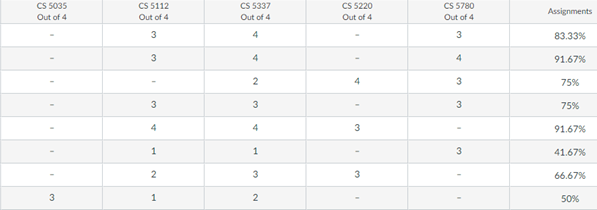 CS 5035 CS 5112 CS 5337 CS 5220 CS 5780 Assignments
Out of 4 Out of 4 Out of 4 Out of 4 Out of 4
– 3 4 – 3 83.33%
– 3 4 – 4 91.67%
– – 2 4 3 75%
– 3 3 – 3 75%
– 4 4 3 – 91.67%
– 1 1 – 3 41.67%
– 2 3 3 – 66.67%
3 1 2 – – 50%